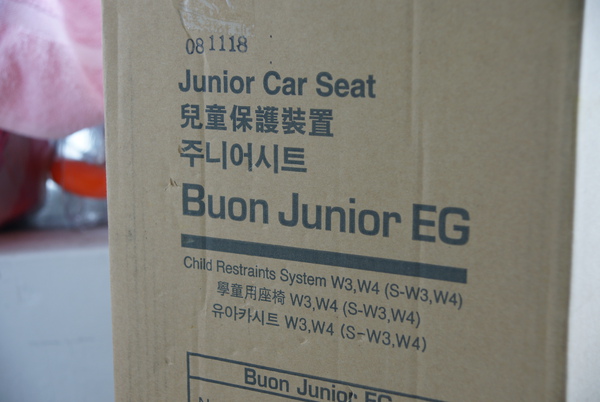 081118
Junior Car Seat
兒童保護裝置
주니어시트
Buon Junior EG
Child Restraints System W3,W4 (S-W3,W4)
學童用座椅 W3,W4 (S-W3,W4)
유아카시트 W3,W4 (S-W3,W4)
Buon Junior EG